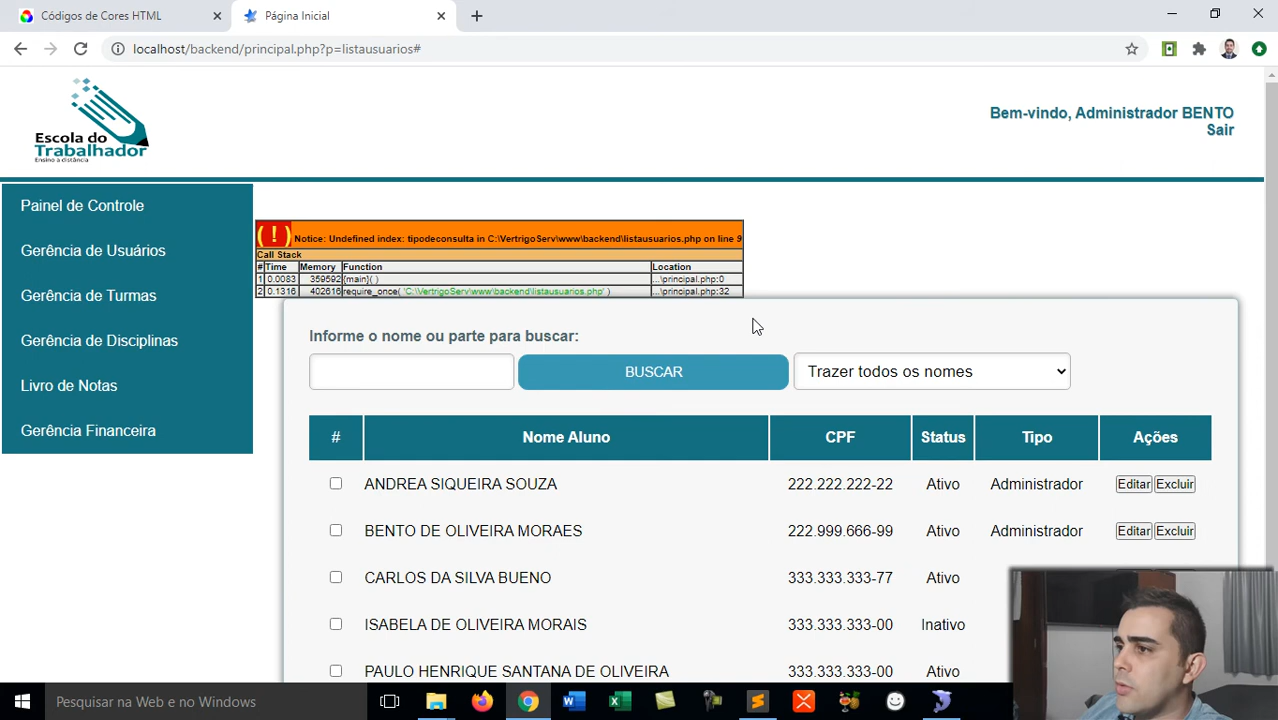 Códigos de Cores HTML
Página Inicial
localhost/backend/principal.php?p=listausuarios#
Escola do
Trabalhador
Ensino a distância
Bem-vindo, Administrador BENTO
Sair
Painel de Controle
Gerência de Usuários
Gerência de Turmas
Gerência de Disciplinas
Livro de Notas
Gerência Financeira
( ! ) Notice: Undefined index: tipodeconsulta in C:\VertrigoServ\www\backend\listausuarios.php on line 9
Call Stack
# Time Memory Function Location
1 0.0083 359592 {main}( ) ...\principal.php:0
2 0.1316 402616 require_once( 'C:\VertrigoServ\www\backend\listausuarios.php' ) ...\principal.php:32
Informe o nome ou parte para buscar:
BUSCAR Trazer todos os nomes
# Nome Aluno CPF Status Tipo Ações
ANDREA SIQUEIRA SOUZA 222.222.222-22 Ativo Administrador Editar Excluir
BENTO DE OLIVEIRA MORAES 222.999.666-99 Ativo Administrador Editar Excluir
CARLOS DA SILVA BUENO 333.333.333-77 Ativo
ISABELA DE OLIVEIRA MORAIS 333.333.333-00 Inativo
PAULO HENRIQUE SANTANA DE OLIVEIRA 333.333.333-00 Ativo
Pesquisar na Web e no Windows